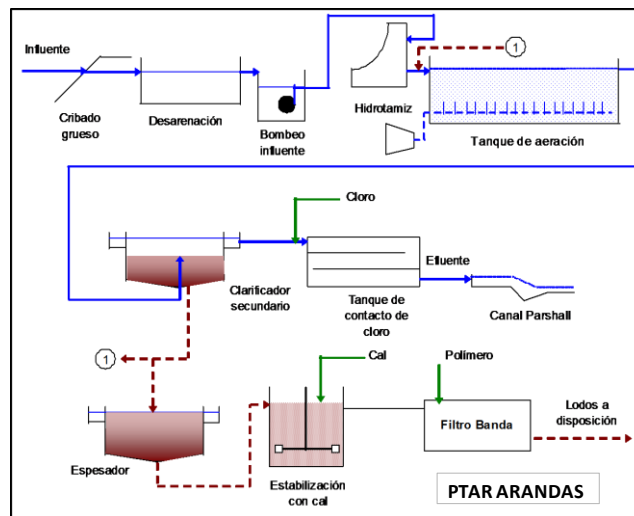 Influente
Cribado
grueso
Desarenación
Bombeo
influente
Hidrotamiz
1
Tanque de aeración
Cloro
Clarificador
secundario
Tanque de
contacto de
cloro
Efluente
Canal Parshall
1
Espesador
Cal
Estabilización
con cal
Polímero
Filtro Banda
Lodos a
disposición
PTAR ARANDAS